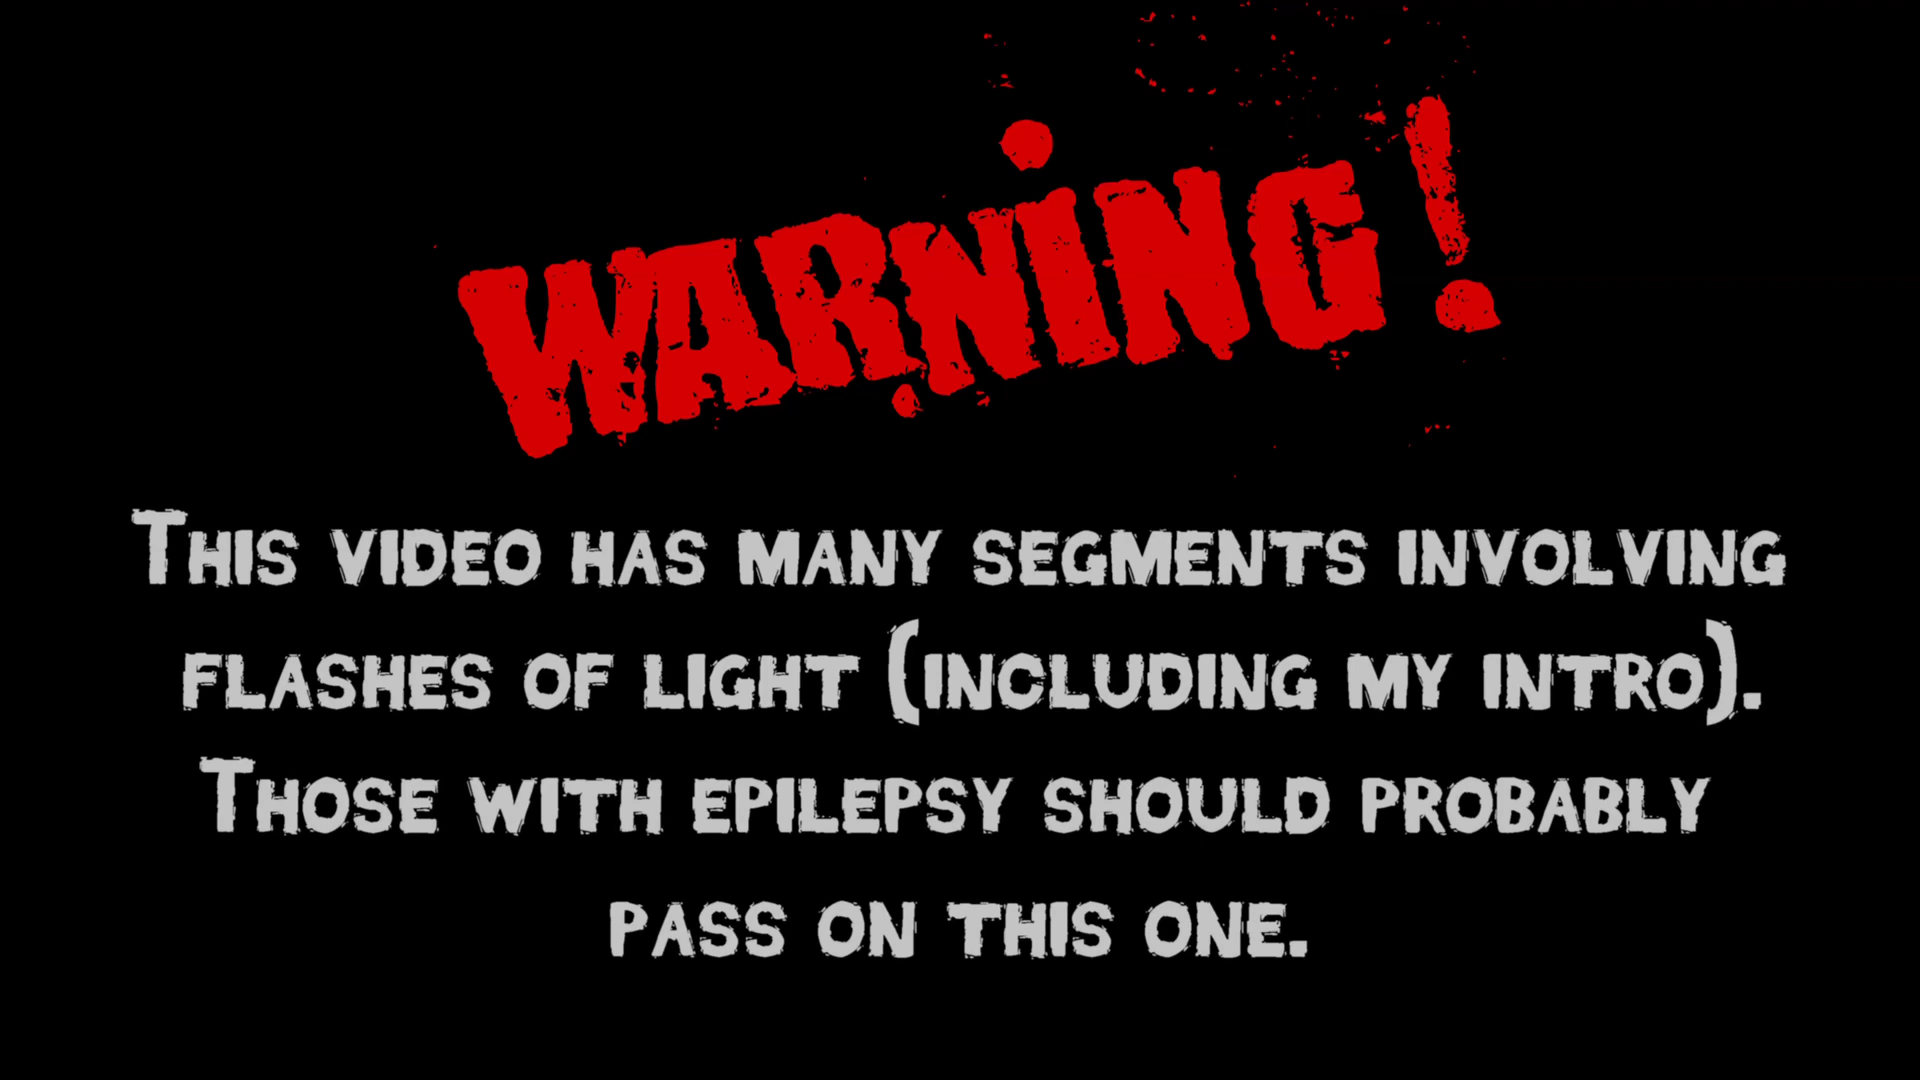 WARNING!
This video has many segments involving
flashes of light (including my intro).
Those with epilepsy should probably
pass on this one.